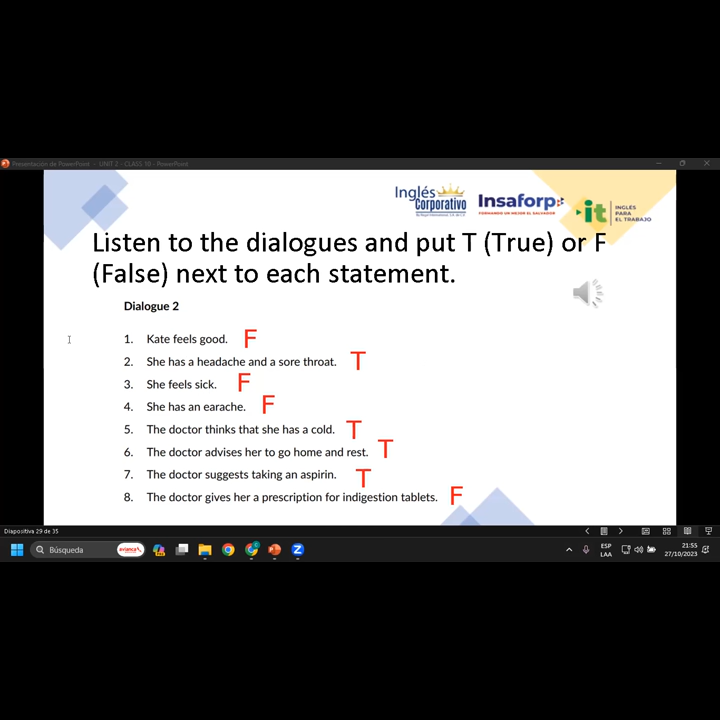 Presentación de PowerPoint - UNIT 2 - CLASS 10 - PowerPoint
Inglés
Corporativo
Insaforp
FORMANDO UN MEJOR EL SALVADOR
it
INGLÉS
PARA
EL TRABAJO
Listen to the dialogues and put T (True) or F
(False) next to each statement.
Dialogue 2
1. Kate feels good. F
2. She has a headache and a sore throat. T
3. She feels sick. F
4. She has an earache. F
5. The doctor thinks that she has a cold. T
6. The doctor advises her to go home and rest. T
7. The doctor suggests taking an aspirin. T
8. The doctor gives her a prescription for indigestion tablets. F
Diapositiva 29 de 35
Búsqueda
avianca
ESP
LAA
21:55
27/10/2023